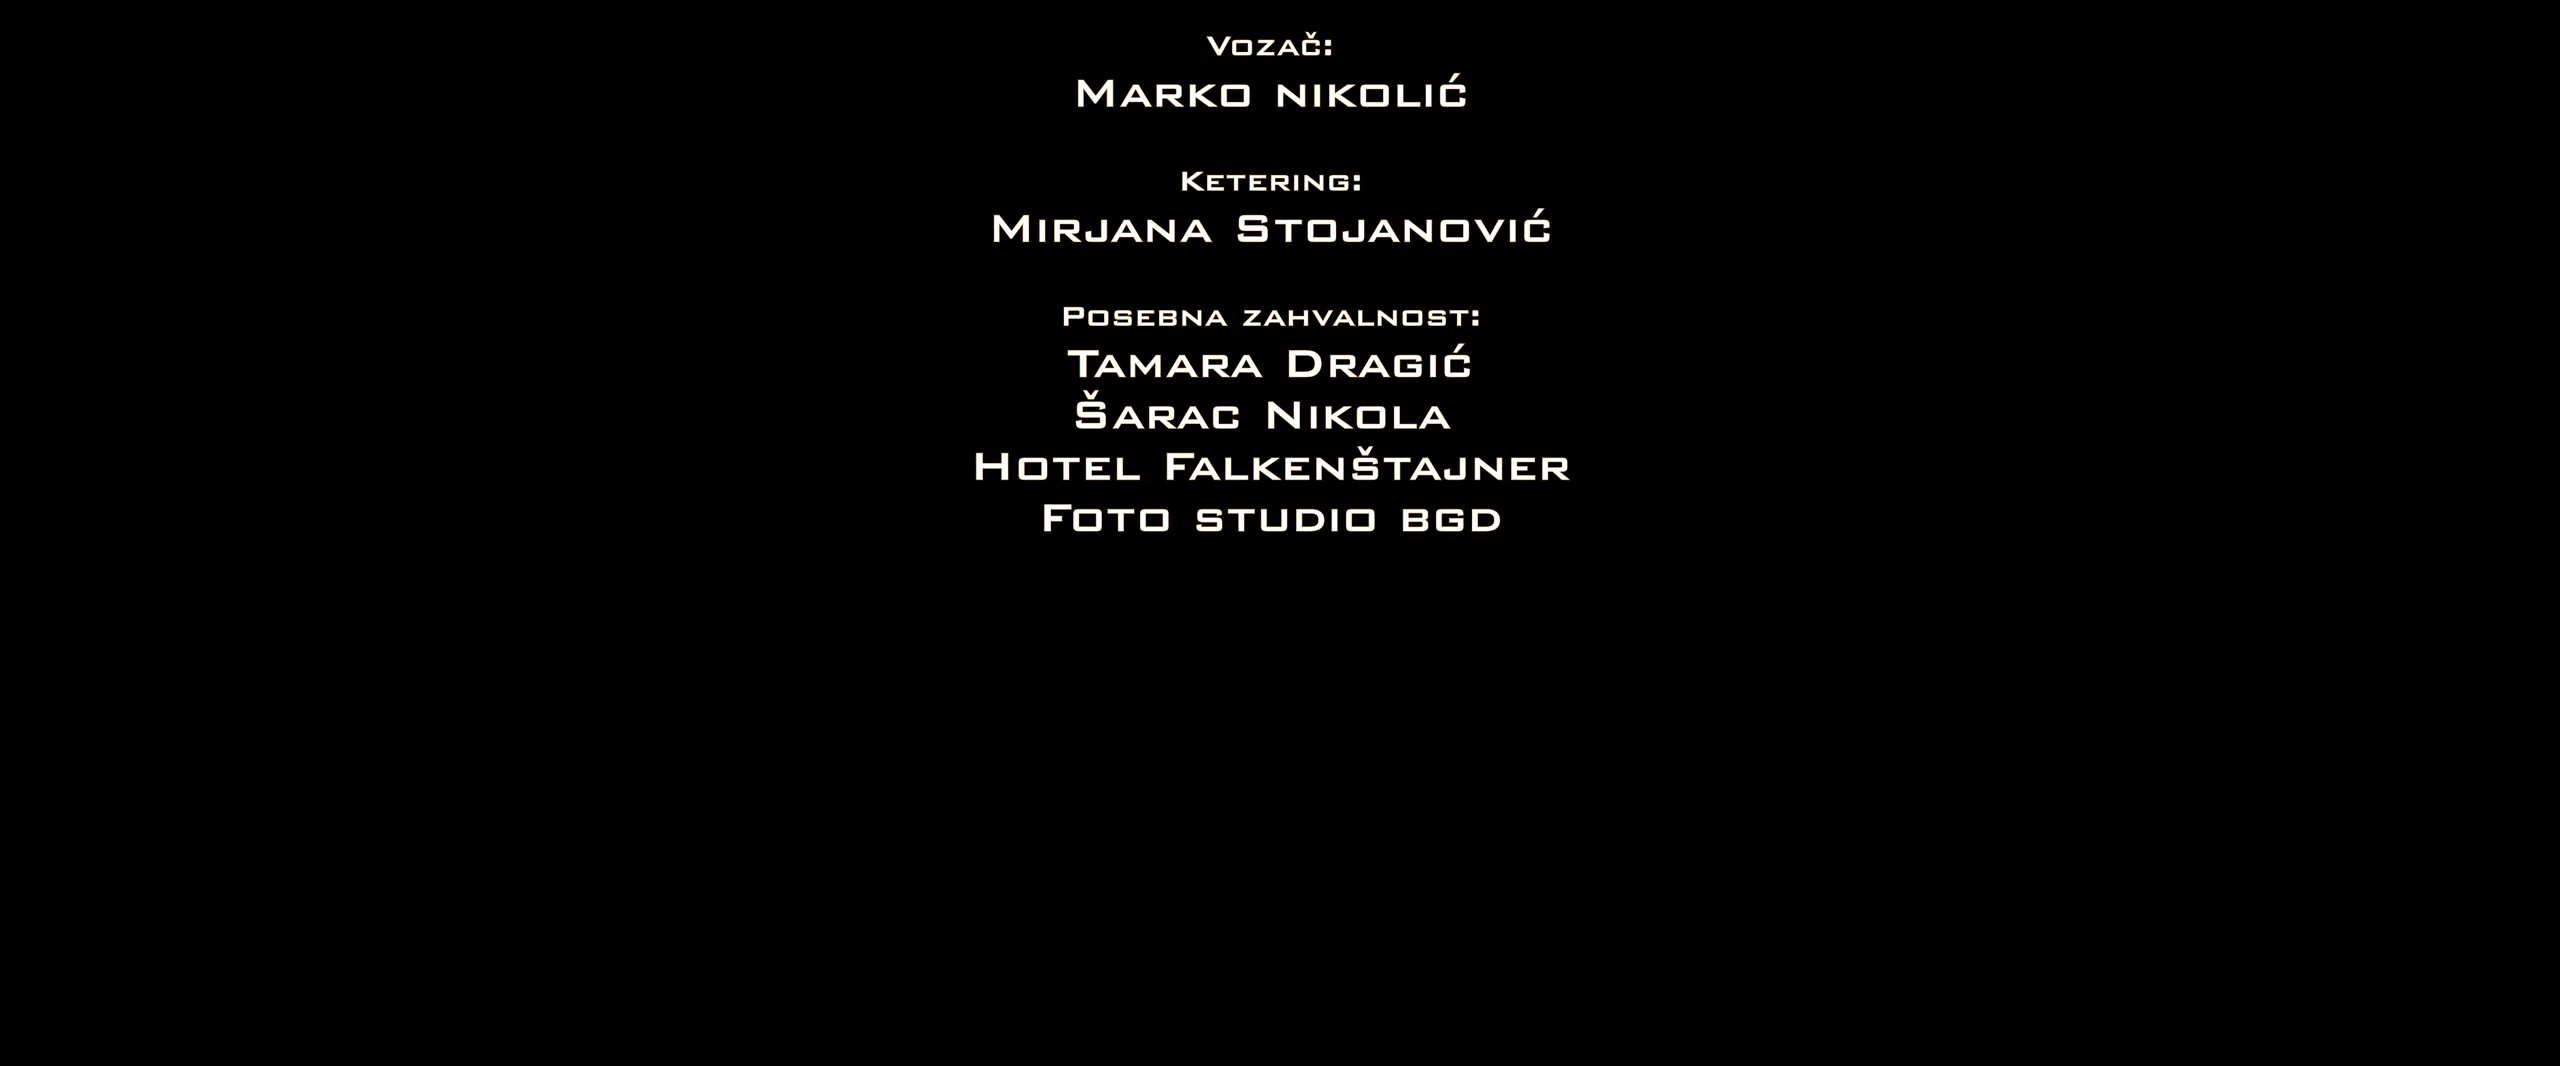 Vozač:
Marko nikolić
Ketering:
Mirjana Stojanović
Posebna zahvalnost:
Tamara Dragić
Šarac Nikola
Hotel Falkenštajner
Foto studio bgd